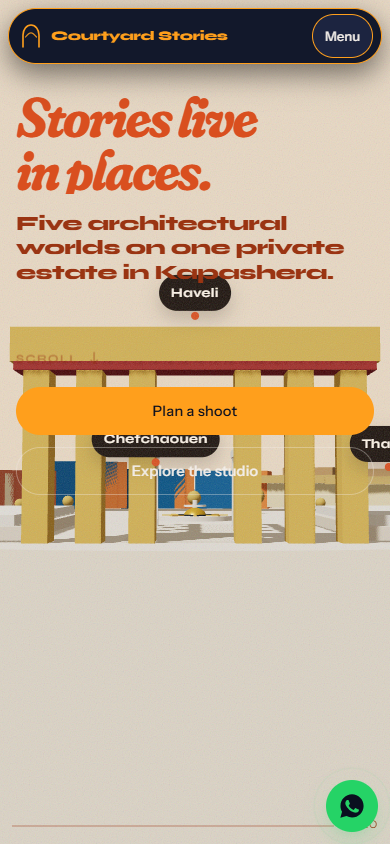 Courtyard Stories
Menu
Stories live
in places.
Five architectural
worlds on one private
estate in Kapashera.
Haveli
SCROLL ↓
Plan a shoot
Chefchaouen
Explore the studio